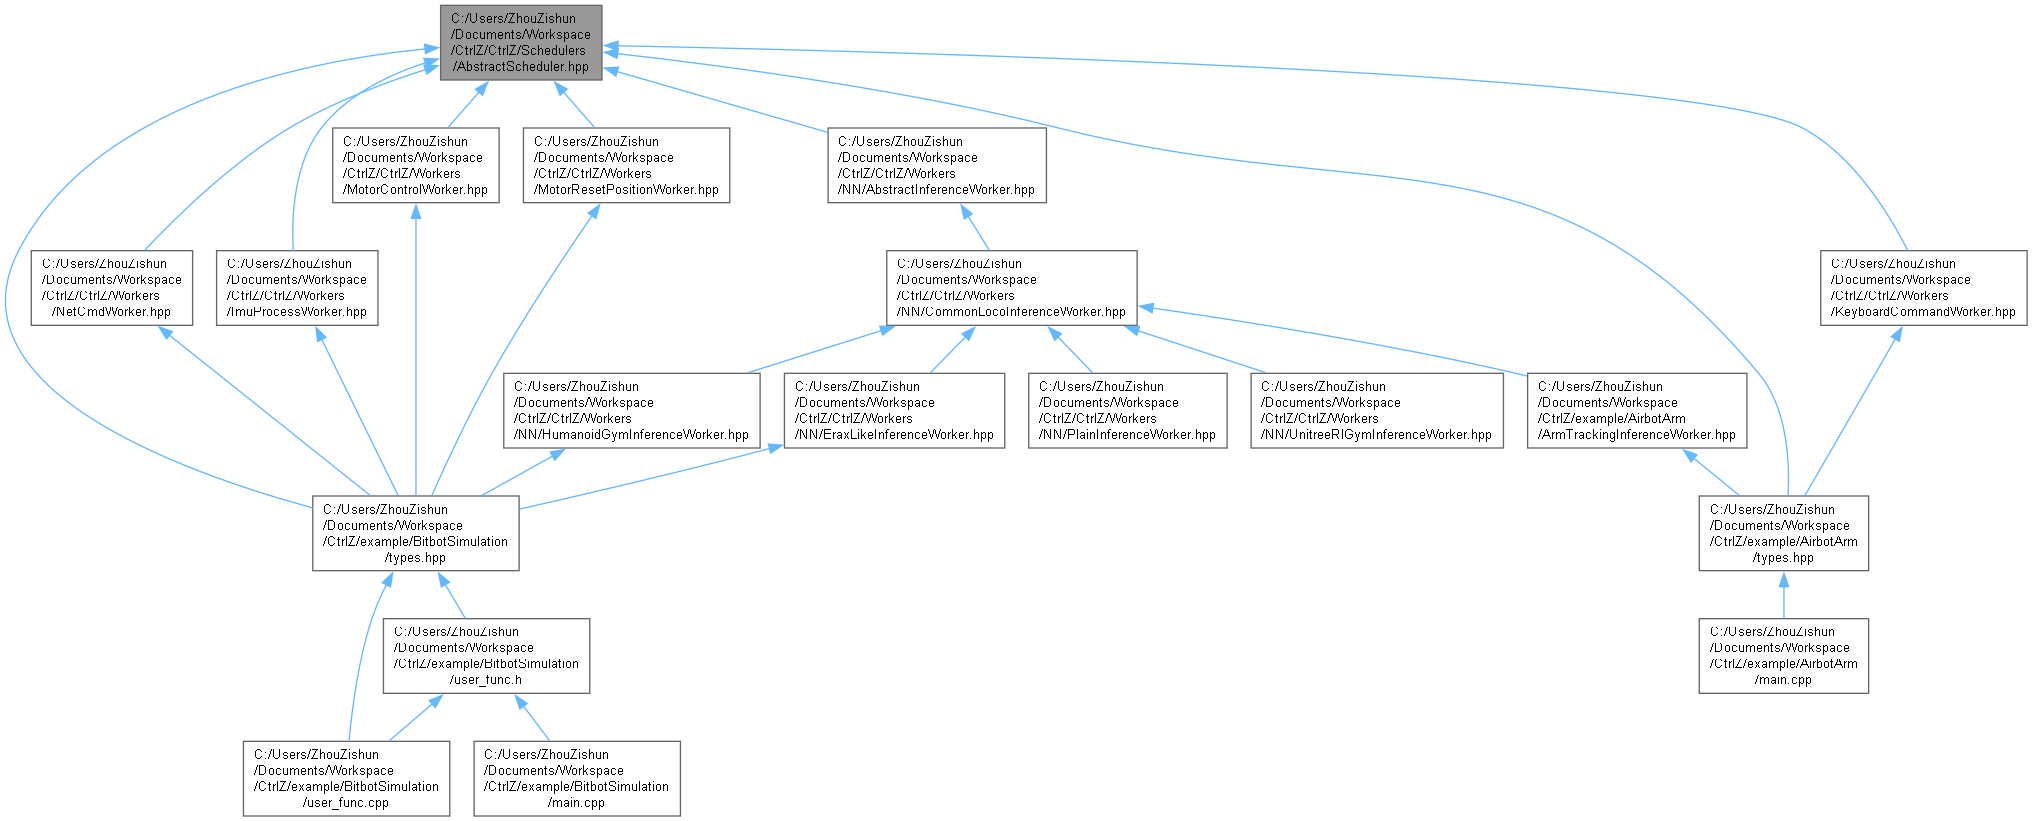 C:/Users/ZhouZishun
/Documents/Workspace
/CtrlZ/CtrlZ/Schedulers
/AbstractScheduler.hpp
C:/Users/ZhouZishun
/Documents/Workspace
/CtrlZ/CtrlZ/Workers
/MotorControlWorker.hpp
C:/Users/ZhouZishun
/Documents/Workspace
/CtrlZ/CtrlZ/Workers
/MotorResetPositionWorker.hpp
C:/Users/ZhouZishun
/Documents/Workspace
/CtrlZ/CtrlZ/Workers
/NN/AbstractInferenceWorker.hpp
C:/Users/ZhouZishun
/Documents/Workspace
/CtrlZ/CtrlZ/Workers
/NetCmdWorker.hpp
C:/Users/ZhouZishun
/Documents/Workspace
/CtrlZ/CtrlZ/Workers
/ImuProcessWorker.hpp
C:/Users/ZhouZishun
/Documents/Workspace
/CtrlZ/CtrlZ/Workers
/NN/CommonLocoInferenceWorker.hpp
C:/Users/ZhouZishun
/Documents/Workspace
/CtrlZ/CtrlZ/Workers
/KeyboardCommandWorker.hpp
C:/Users/ZhouZishun
/Documents/Workspace
/CtrlZ/CtrlZ/Workers
/NN/HumanoidGymInferenceWorker.hpp
C:/Users/ZhouZishun
/Documents/Workspace
/CtrlZ/CtrlZ/Workers
/NN/EraxLikeInferenceWorker.hpp
C:/Users/ZhouZishun
/Documents/Workspace
/CtrlZ/CtrlZ/Workers
/NN/PlainInferenceWorker.hpp
C:/Users/ZhouZishun
/Documents/Workspace
/CtrlZ/CtrlZ/Workers
/NN/UnitreeRlGymInferenceWorker.hpp
C:/Users/ZhouZishun
/Documents/Workspace
/CtrlZ/example/AirbotArm
/ArmTrackingInferenceWorker.hpp
C:/Users/ZhouZishun
/Documents/Workspace
/CtrlZ/example/BitbotSimulation
/types.hpp
C:/Users/ZhouZishun
/Documents/Workspace
/CtrlZ/example/AirbotArm
/types.hpp
C:/Users/ZhouZishun
/Documents/Workspace
/CtrlZ/example/BitbotSimulation
/user_func.h
C:/Users/ZhouZishun
/Documents/Workspace
/CtrlZ/example/AirbotArm
/main.cpp
C:/Users/ZhouZishun
/Documents/Workspace
/CtrlZ/example/BitbotSimulation
/user_func.cpp
C:/Users/ZhouZishun
/Documents/Workspace
/CtrlZ/example/BitbotSimulation
/main.cpp